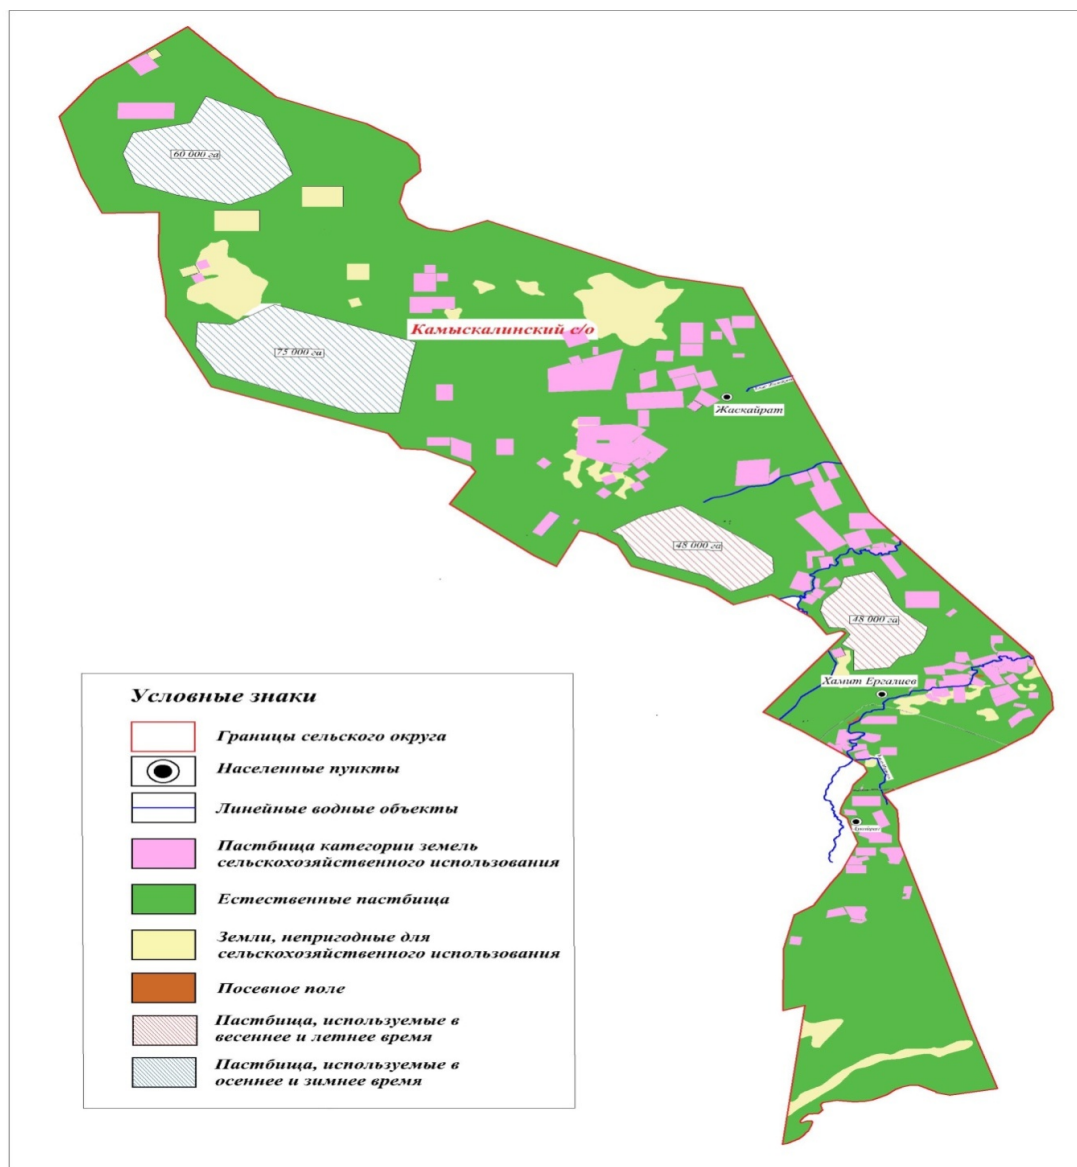 60 000 га
75 000 га
Камыскалинский с/о
Жаскайрат
48 000 га
48 000 га
Хамит Ергалиев
Условные знаки
Границы сельского округа
Населенные пункты
Линейные водные объекты
Пастбища категории земель
сельскохозяйственного использования
Естественные пастбища
Земли, непригодные для
сельскохозяйственного использования
Посевное поле
Пастбища, используемые в
весеннее и летнее время
Пастбища, используемые в
осеннее и зимнее время